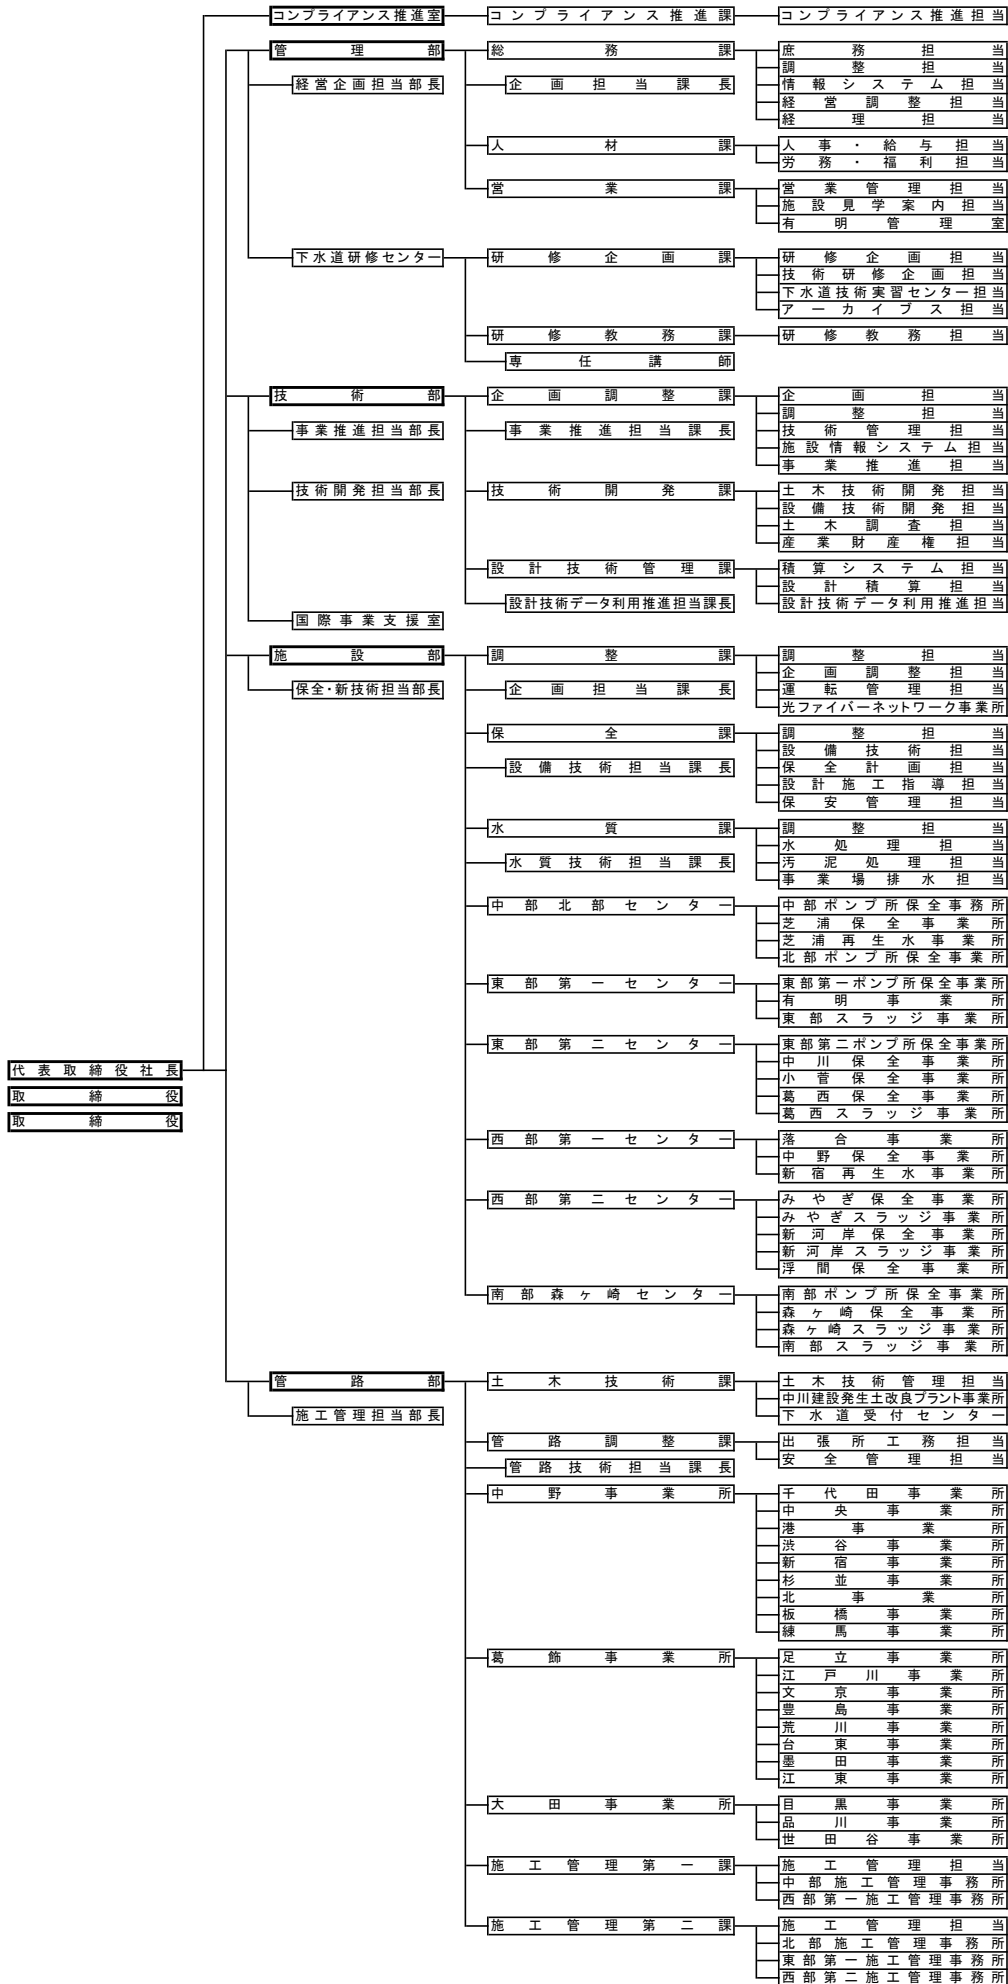 コンプライアンス推進室 コンプライアンス推進課 コンプライアンス推進担当
管理部 総務課 庶務担当
調整担当
経営企画担当部長 企画担当課長 情報システム担当
経営調整担当
経理担当
人材課 人事・給与担当
労務・福利担当
営業課 営業管理担当
施設見学案内担当
有明管理室
下水道研修センター 研修企画課 研修企画担当
技術研修企画担当
下水道技術実習センター担当
アーカイブス担当
研修教務課 研修教務担当
専任講師
技術部 企画調整課 企画担当
調整担当
事業推進担当部長 事業推進担当課長 技術管理担当
施設情報システム担当
事業推進担当
技術開発担当部長 技術開発課 土木技術開発担当
設備技術開発担当
土木調査担当
産業財産権担当
設計技術管理課 積算システム担当
設計積算担当
設計技術データ利用推進担当課長 設計技術データ利用推進担当
国際事業支援室
施設部 調整課 調整担当
企画調整担当
保全・新技術担当部長 企画担当課長 運転管理担当
光ファイバーネットワーク事業所
保全課 調整担当
設備技術担当
設備技術担当課長 保全計画担当
設計施工指導担当
保安管理担当
水質課 調整担当
水処理担当
水質技術担当課長 汚泥処理担当
事業場排水担当
中部北部センター 中部ポンプ所保全事務所
芝浦保全事業所
芝浦再生水事業所
北部ポンプ所保全事業所
東部第一センター 東部第一ポンプ所保全事業所
有明事業所
東部スラッジ事業所
東部第二センター 東部第二ポンプ所保全事業所
中川保全事業所
代表取締役社長 小菅保全事業所
取締役 葛西保全事業所
取締役 葛西スラッジ事業所
西部第一センター 落合事業所
中野保全事業所
新宿再生水事業所
西部第二センター みやぎ保全事業所
みやぎスラッジ事業所
新河岸保全事業所
新河岸スラッジ事業所
浮間保全事業所
南部森ヶ崎センター 南部ポンプ所保全事業所
森ヶ崎保全事業所
森ヶ崎スラッジ事業所
南部スラッジ事業所
管路部 土木技術課 土木技術管理担当
中川建設発生土改良プラント事業所
施工管理担当部長 下水道受付センター
管路調整課 出張所工務担当
安全管理担当
管路技術担当課長
中野事業所 千代田事業所
中央事業所
港事業所
渋谷事業所
新宿事業所
杉並事業所
北事業所
板橋事業所
練馬事業所
葛飾事業所 足立事業所
江戸川事業所
文京事業所
豊島事業所
荒川事業所
台東事業所
墨田事業所
江東事業所
大田事業所 目黒事業所
品川事業所
世田谷事業所
施工管理第一課 施工管理担当
中部施工管理事務所
西部第一施工管理事務所
施工管理第二課 施工管理担当
北部施工管理事務所
東部第一施工管理事務所
西部第二施工管理事務所